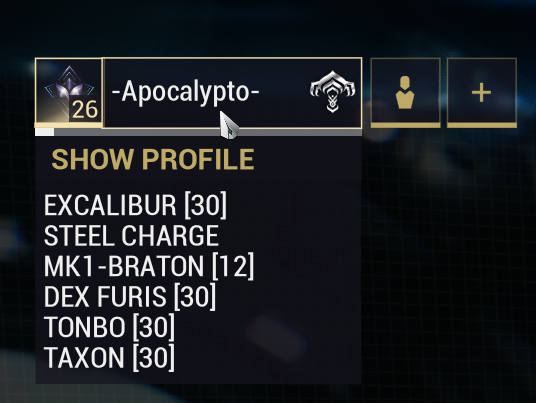 26
-Apocalypto-
+
SHOW PROFILE
EXCALIBUR [30]
STEEL CHARGE
MK1-BRATON [12]
DEX FURIS [30]
TONBO [30]
TAXON [30]